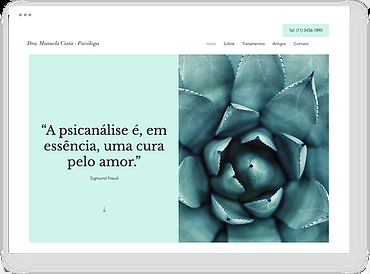 Tel: (11) 3456-7890
Dra. Manuela Costa - Psicóloga
Início Sobre Tratamentos Artigos Contato
“A psicanálise é, em
essência, uma cura
pelo amor.”
Sigmund Freud